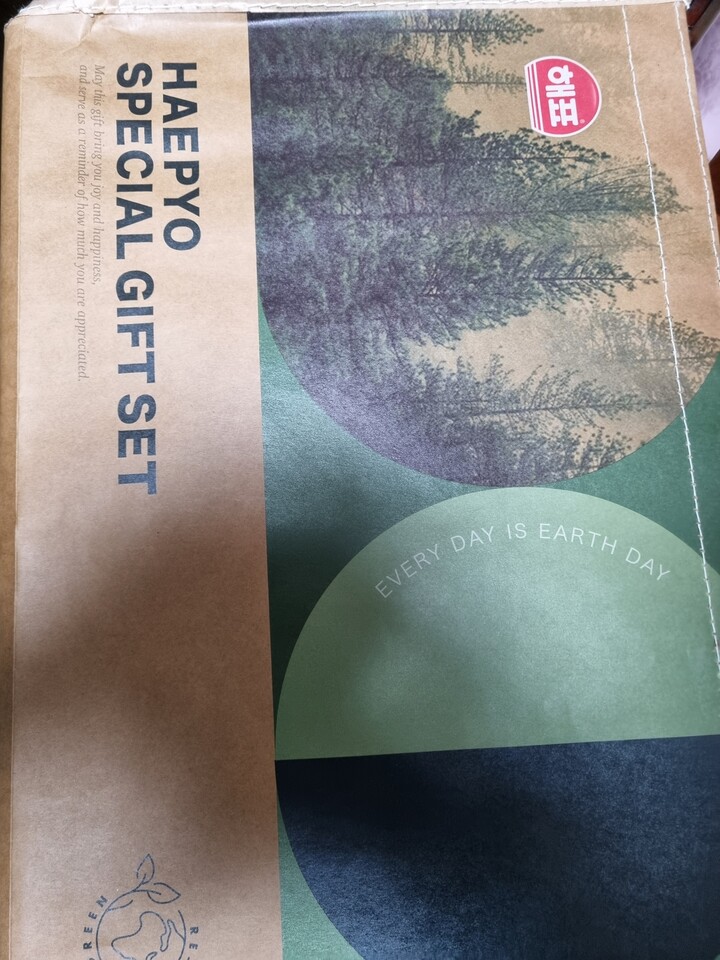 해표
HAEPYO
SPECIAL GIFT SET
May this gift bring you joy and happiness,
and serve as a reminder of how much you are appreciated.
EVERY DAY IS EARTH DAY